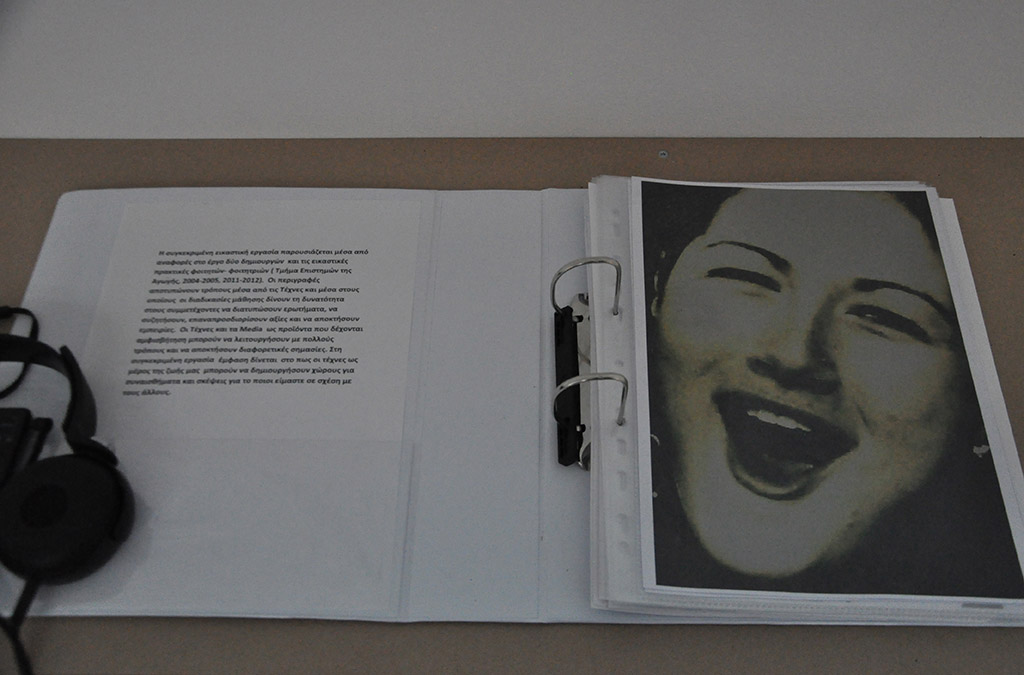 Η συγκεκριμένη εικαστική εργασία παρουσιάζεται μέσα από
αναφορές στο έργο δύο δημιουργών και τις εικαστικές
πρακτικές φοιτητών- φοιτητριών ( Τμήμα Επιστημών της
Αγωγής, 2004-2005, 2011-2012). Οι περιγραφές
αποτυπώνουν τρόπους μέσα από τις Τέχνες και μέσα στους
οποίους οι διαδικασίες μάθησης δίνουν τη δυνατότητα
στους συμμετέχοντες να διατυπώσουν ερωτήματα, να
συζητήσουν, επαναπροσδιορίσουν αξίες και να αποκτήσουν
εμπειρίες. Οι Τέχνες και τα Media ως προϊόντα που δέχονται
αμφισβήτηση μπορούν να λειτουργήσουν με πολλούς
τρόπους και να αποκτήσουν διαφορετικές σημασίες. Στη
συγκεκριμένη εργασία έμφαση δίνεται στο πως οι τέχνες ως
μέρος της ζωής μας μπορούν να δημιουργήσουν χώρους για
συναισθήματα και σκέψεις για το ποιοι είμαστε σε σχέση με
τους άλλους.